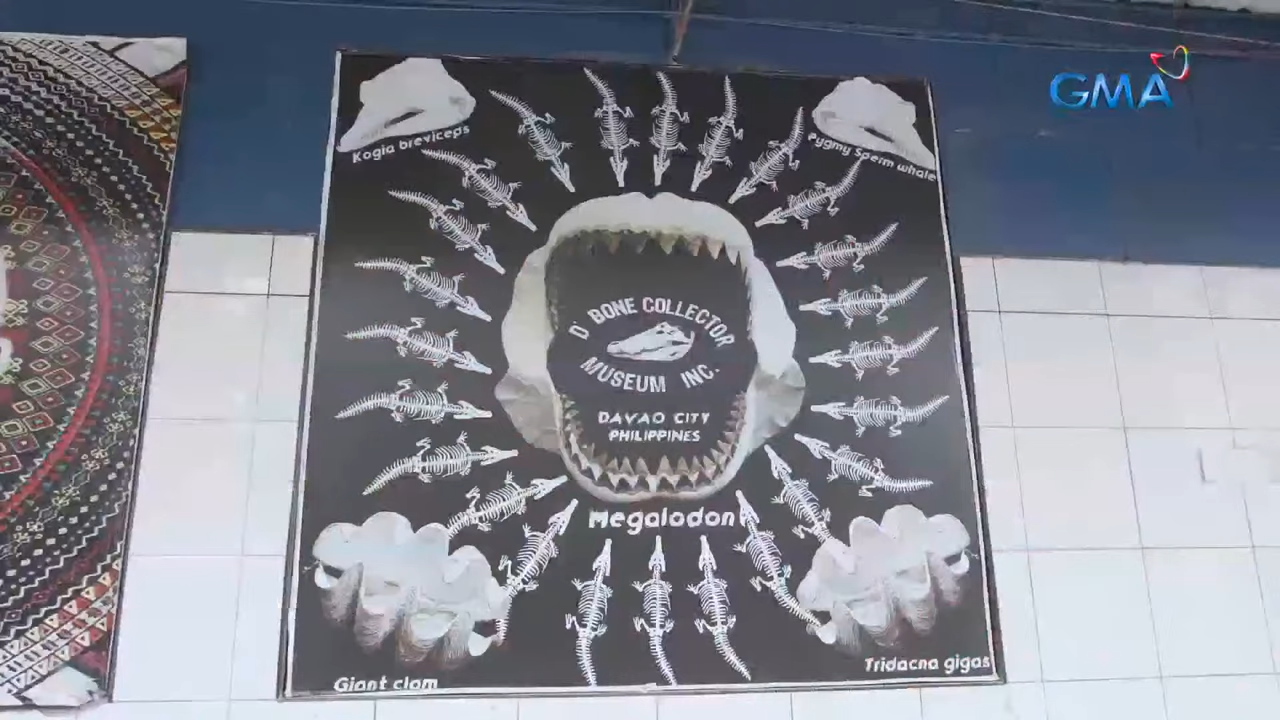 GMA
Kogia breviceps
Pygmy Sperm whale
D' BONE COLLECTOR
MUSEUM INC.
DAVAO CITY
PHILIPPINES
Megalodon
Giant clam
Tridacna gigas